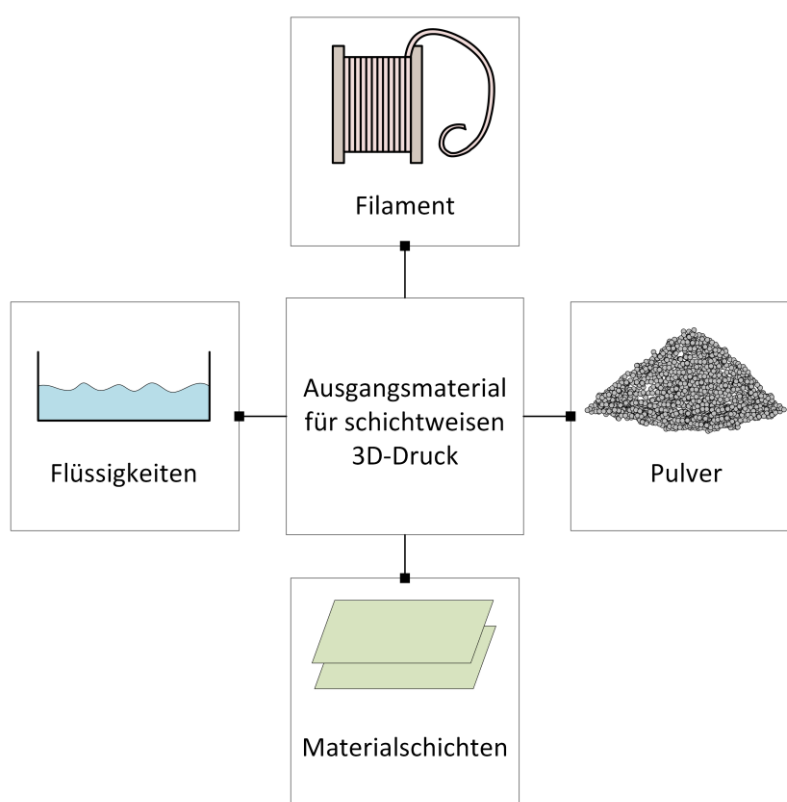 Filament
Flüssigkeiten
Ausgangsmaterial
für schichtweisen
3D-Druck
Pulver
Materialschichten